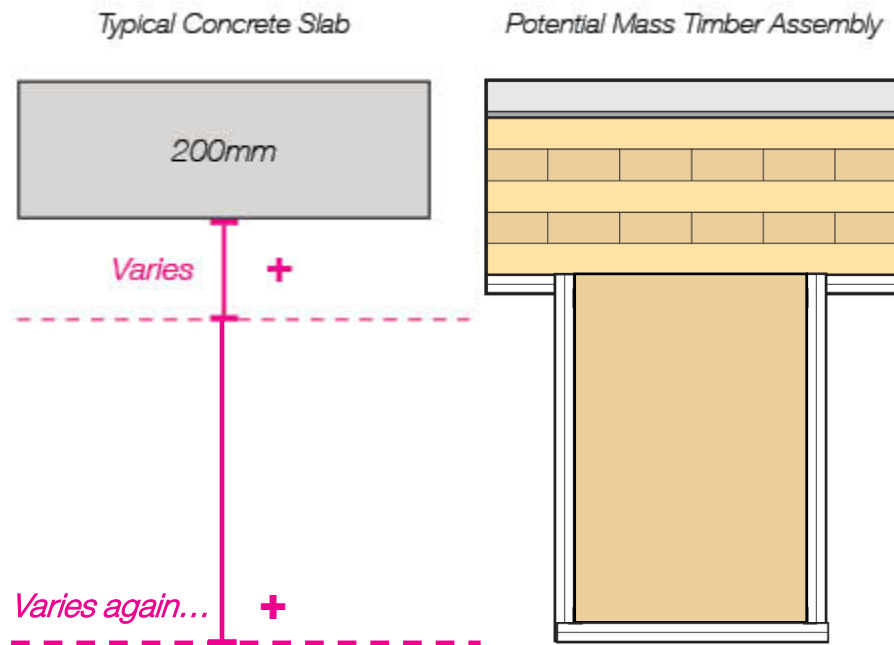 Typical Concrete Slab
Potential Mass Timber Assembly
200mm
Varies +
Varies again... +